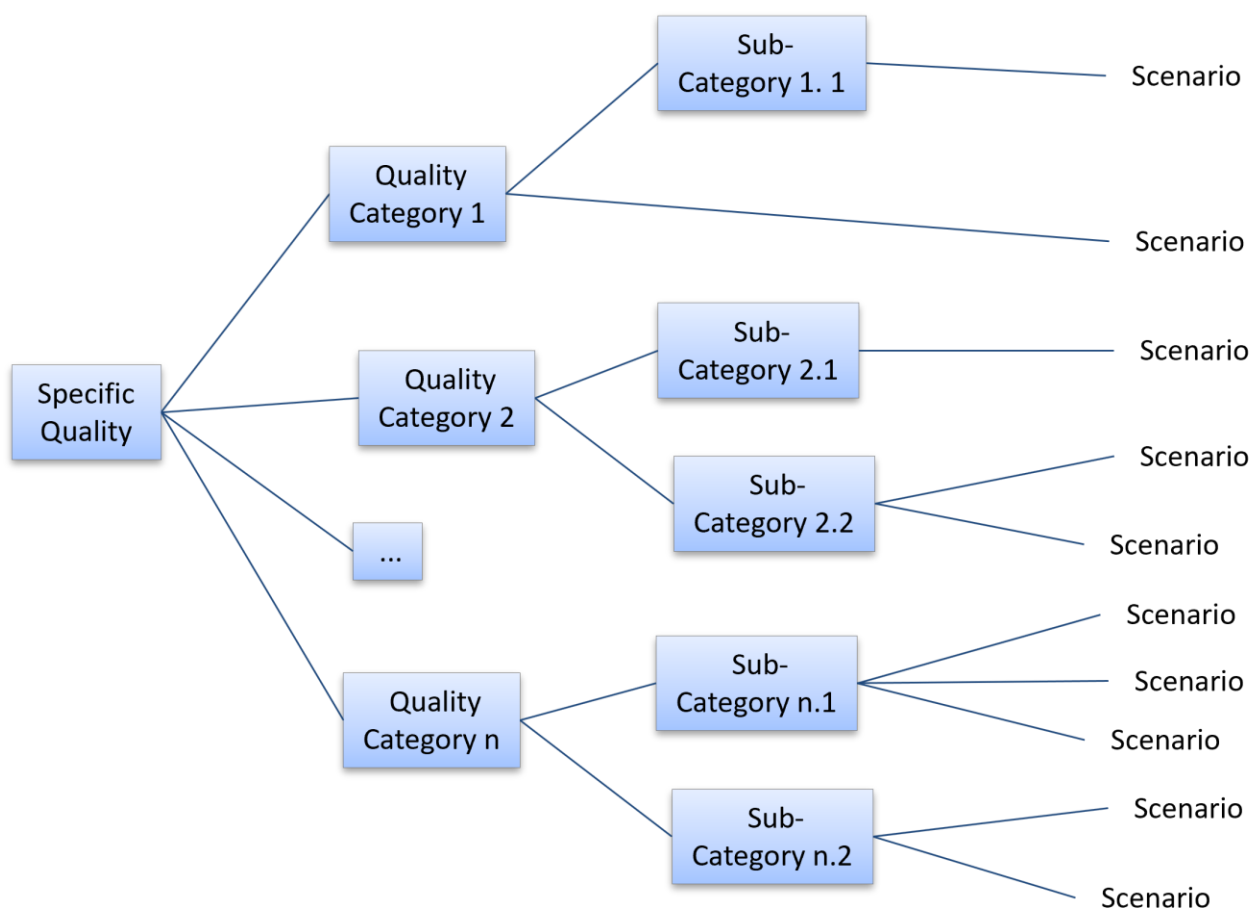 Sub-
Category 1. 1
Scenario
Quality
Category 1
Scenario
Sub-
Category 2.1
Scenario
Specific
Quality
Quality
Category 2
Scenario
Sub-
Category 2.2
Scenario
...
Scenario
Sub-
Category n.1
Scenario
Quality
Category n
Scenario
Scenario
Sub-
Category n.2
Scenario